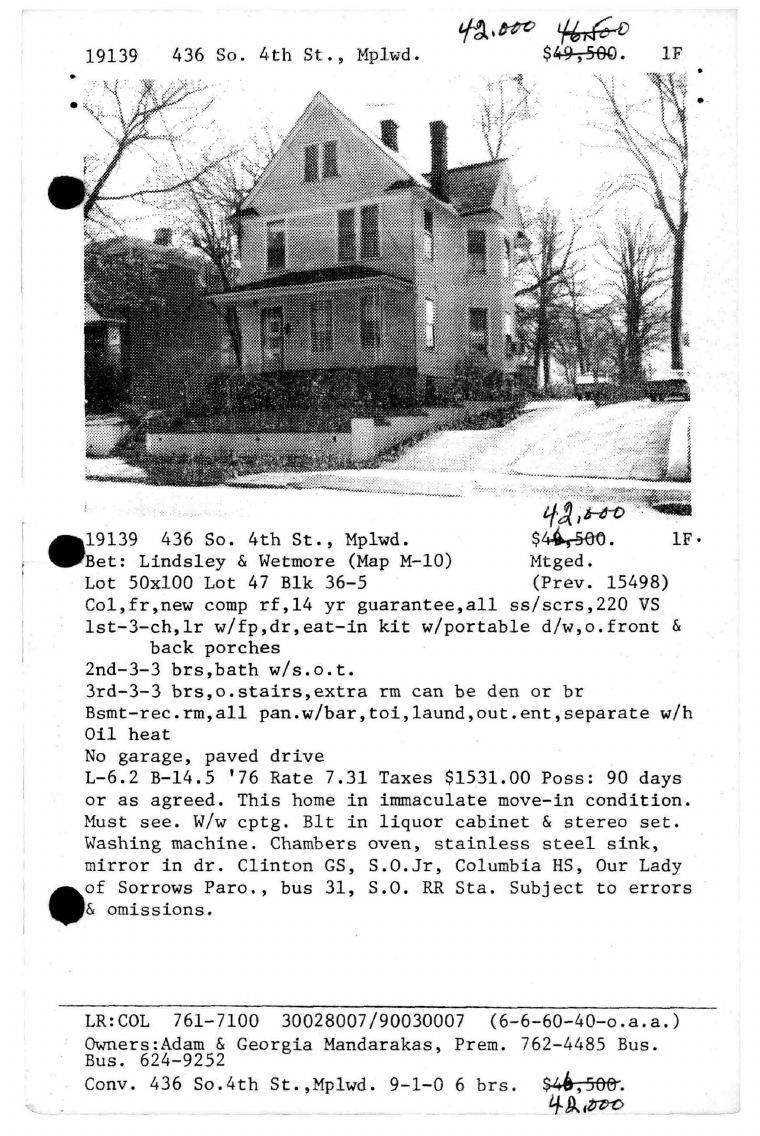 42,000 46,500
19139 436 So. 4th St., Mplwd. $49,500. 1F
42,000
19139 436 So. 4th St., Mplwd. $46,500. 1F.
Bet: Lindsley & Wetmore (Map M-10) Mtged.
Lot 50x100 Lot 47 Blk 36-5 (Prev. 15498)
Col,fr,new comp rf,14 yr guarantee,all ss/scrs,220 VS
1st-3-ch,lr w/fp,dr,eat-in kit w/portable d/w,o.front &
back porches
2nd-3-3 brs,bath w/s.o.t.
3rd-3-3 brs,o.stairs,extra rm can be den or br
Bsmt-rec.rm,all pan.w/bar,toi,laund,out.ent,separate w/h
Oil heat
No garage, paved drive
L-6.2 B-14.5 '76 Rate 7.31 Taxes $1531.00 Poss: 90 days
or as agreed. This home in immaculate move-in condition.
Must see. W/w cptg. Blt in liquor cabinet & stereo set.
Washing machine. Chambers oven, stainless steel sink,
mirror in dr. Clinton GS, S.O.Jr, Columbia HS, Our Lady
of Sorrows Paro., bus 31, S.O. RR Sta. Subject to errors
& omissions.
LR:COL 761-7100 30028007/90030007 (6-6-60-40-o.a.a.)
Owners:Adam & Georgia Mandarakas, Prem. 762-4485 Bus.
Bus. 624-9252
Conv. 436 So.4th St.,Mplwd. 9-1-0 6 brs. $46,500.
42,000